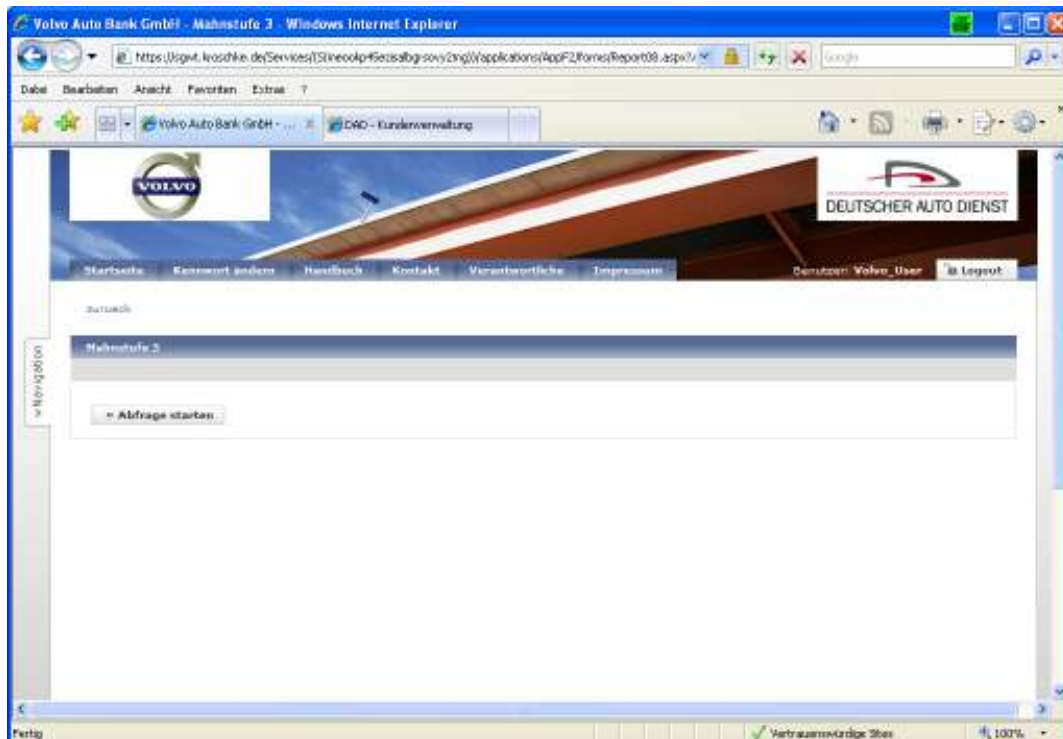 Volvo Auto Bank GmbH - Mahnstufe 3 - Windows Internet Explorer
Google
Datei Bearbeiten Ansicht Favoriten Extras ?
Volvo Auto Bank GmbH - ... DAD - Kundenverwaltung
VOLVO
DEUTSCHER AUTO DIENST
Startseite Kennwort ändern Handbuch Kontakt Verantwortliche Impressum Benutzer: Volvo_User Logout
zurueck
Mahnstufe 3
» Navigation
» Abfrage starten
Fertig Vertrauenswürdige Sites 100%